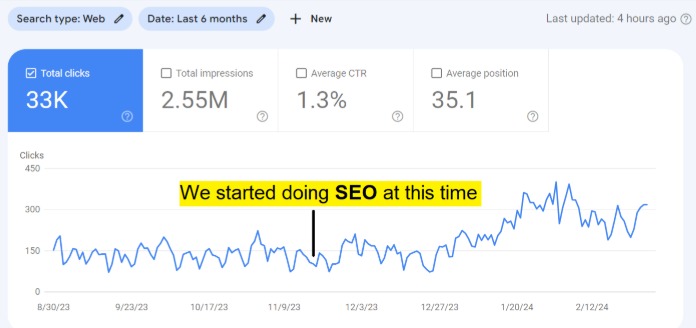 Search type: Web Date: Last 6 months + New Last updated: 4 hours ago
Total clicks Total impressions Average CTR Average position
33K 2.55M 1.3% 35.1
Clicks
450
We started doing SEO at this time
300
150
0
8/30/23 9/23/23 10/17/23 11/9/23 12/3/23 12/27/23 1/20/24 2/12/24